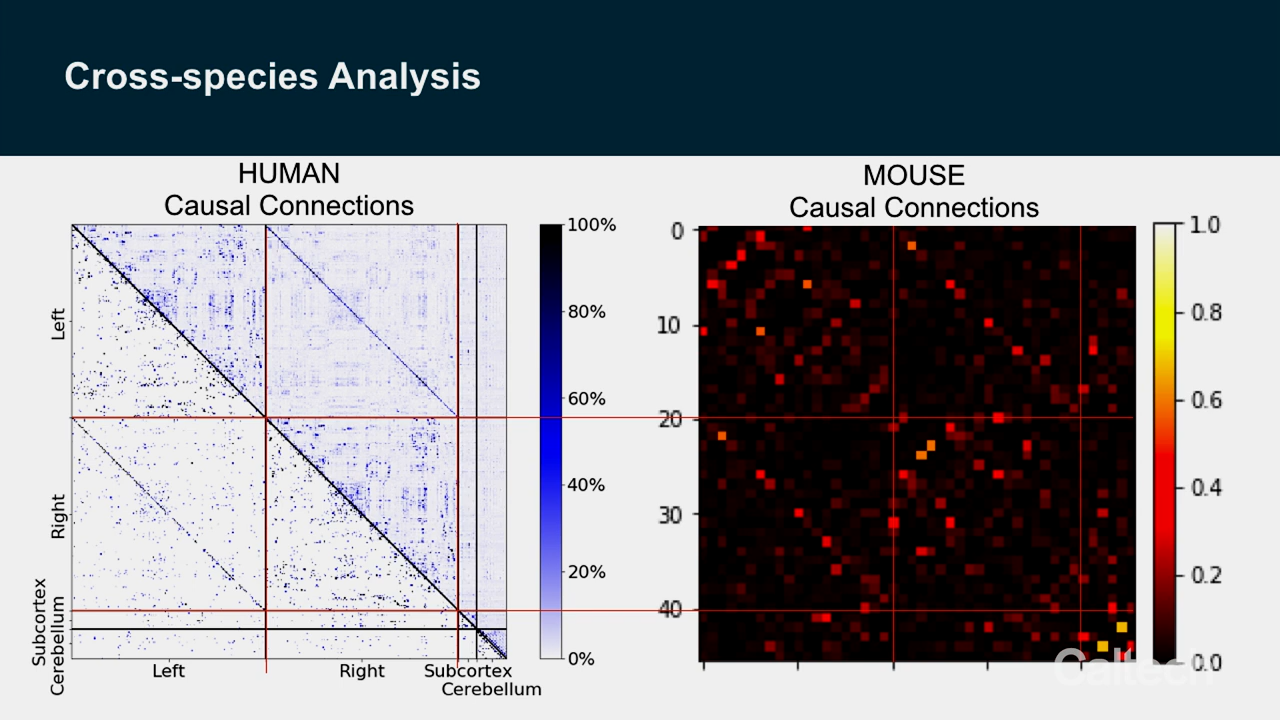 Cross-species Analysis
HUMAN
Causal Connections
MOUSE
Causal Connections
100%
80%
60%
40%
20%
0%
Left
Right
Subcortex
Cerebellum
Left
Right
Subcortex
Cerebellum
0
10
20
30
40
1.0
0.8
0.6
0.4
0.2
0.0
Caltech